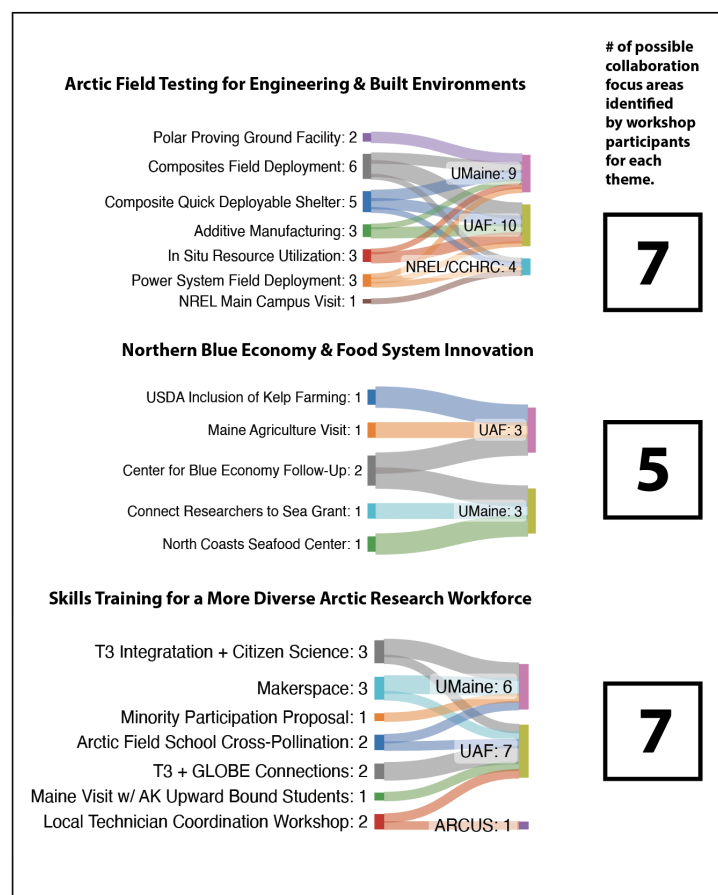 # of possible
collaboration
focus areas
identified
by workshop
participants
for each
theme.
Arctic Field Testing for Engineering & Built Environments
Polar Proving Ground Facility: 2
Composites Field Deployment: 6
Composite Quick Deployable Shelter: 5
Additive Manufacturing: 3
In Situ Resource Utilization: 3
Power System Field Deployment: 3
NREL Main Campus Visit: 1
UMaine: 9
UAF: 10
NREL/CCHRC: 4
7
Northern Blue Economy & Food System Innovation
USDA Inclusion of Kelp Farming: 1
Maine Agriculture Visit: 1
Center for Blue Economy Follow-Up: 2
Connect Researchers to Sea Grant: 1
North Coasts Seafood Center: 1
UAF: 3
UMaine: 3
5
Skills Training for a More Diverse Arctic Research Workforce
T3 Integratation + Citizen Science: 3
Makerspace: 3
Minority Participation Proposal: 1
Arctic Field School Cross-Pollination: 2
T3 + GLOBE Connections: 2
Maine Visit w/ AK Upward Bound Students: 1
Local Technician Coordination Workshop: 2
UMaine: 6
UAF: 7
ARCUS: 1
7